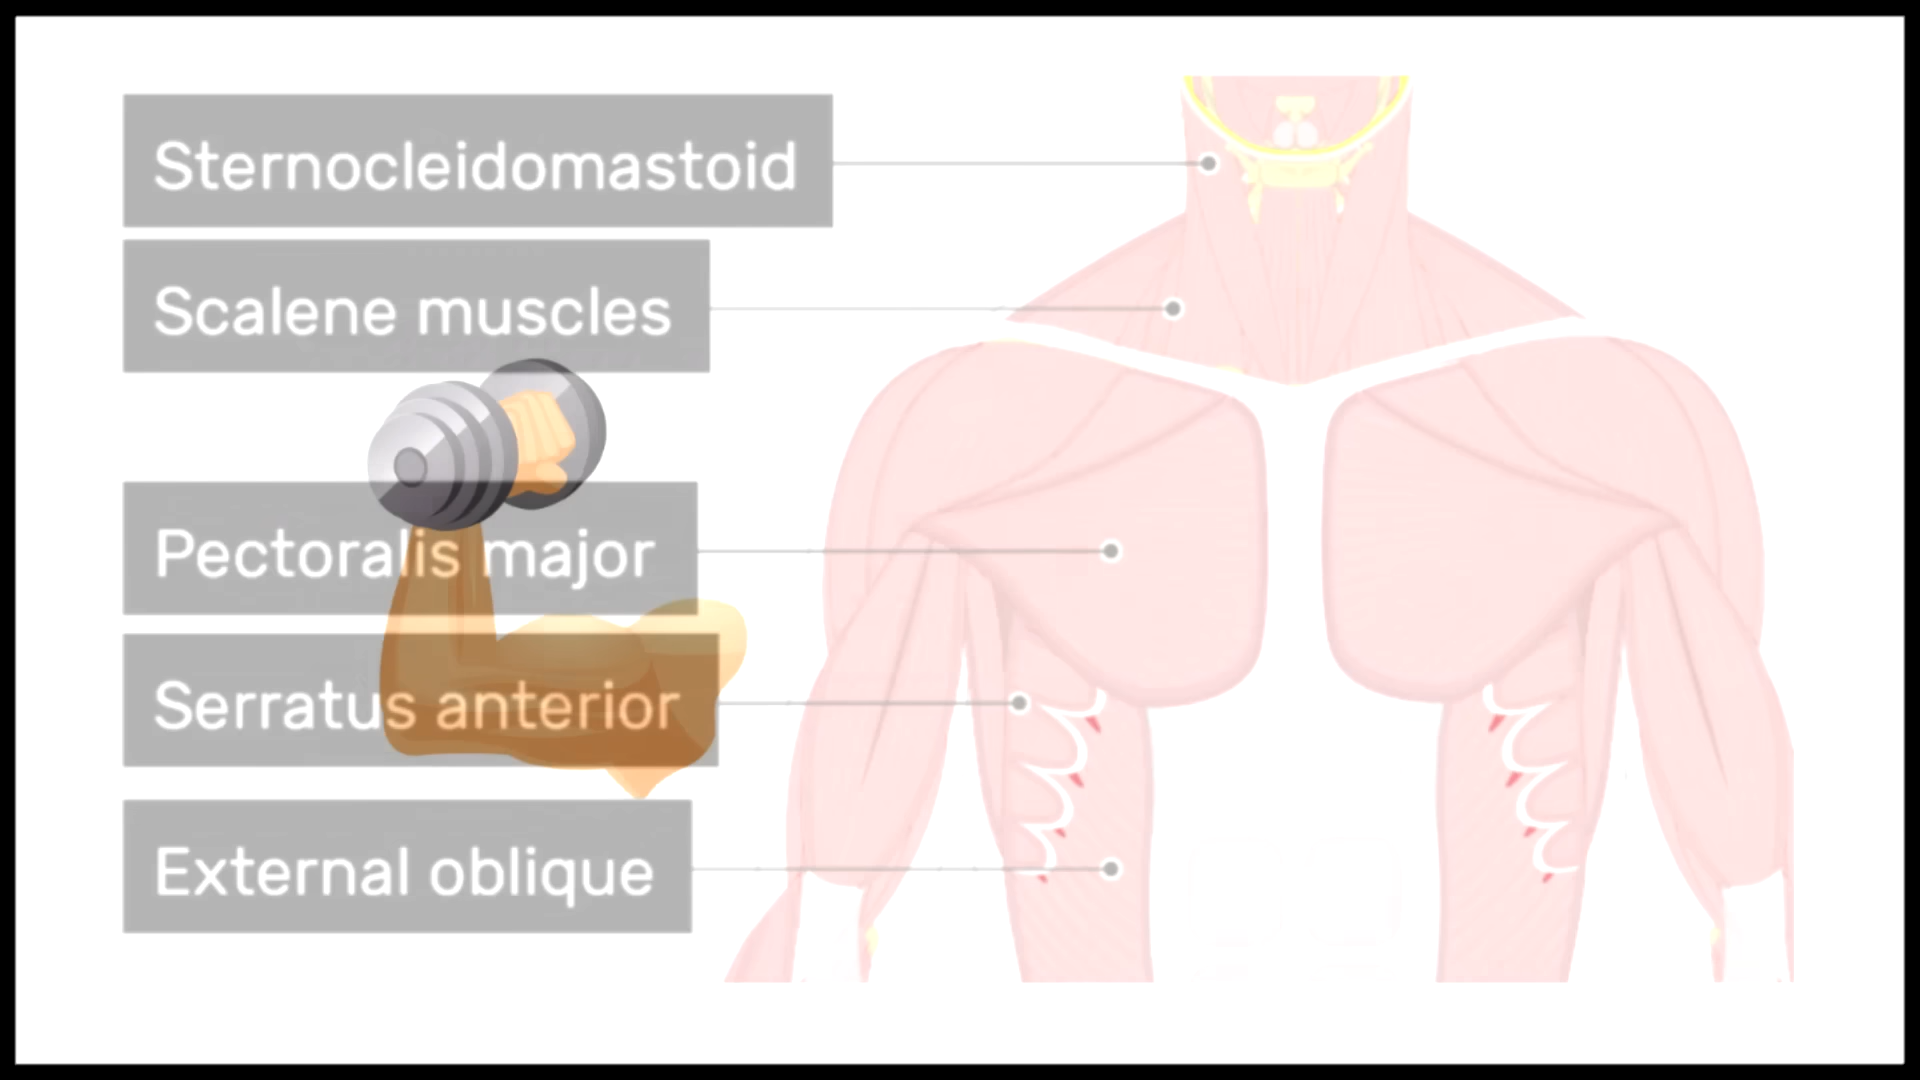 Sternocleidomastoid
Scalene muscles
Pectoralis major
Serratus anterior
External oblique